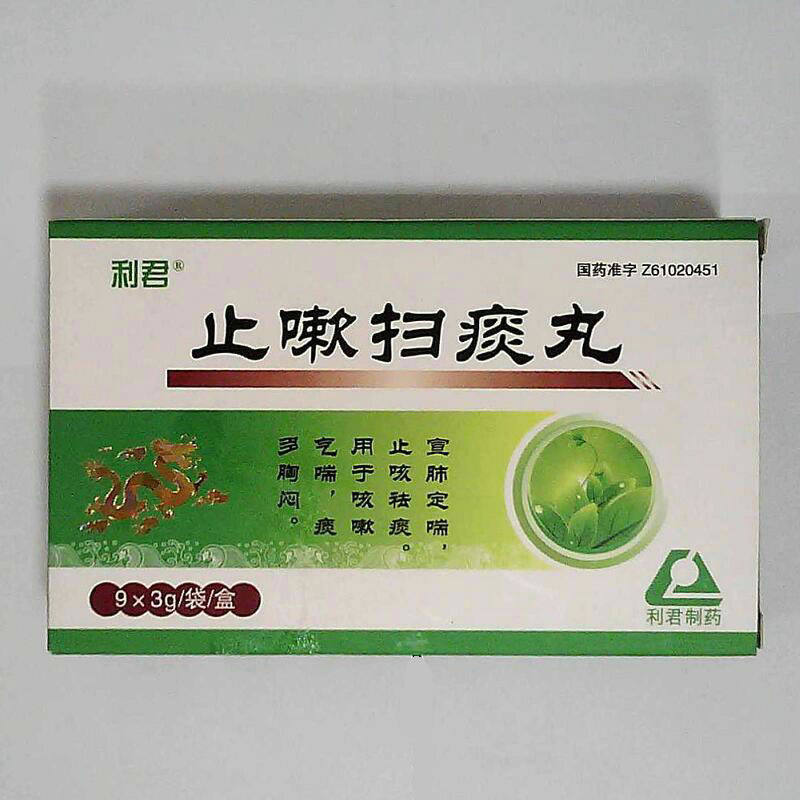 利君®
国药准字 Z61020451
止嗽扫痰丸
宣肺定喘，
止咳祛痰。
用于咳嗽
气喘，痰
多胸闷。
9×3g/袋/盒
利君制药